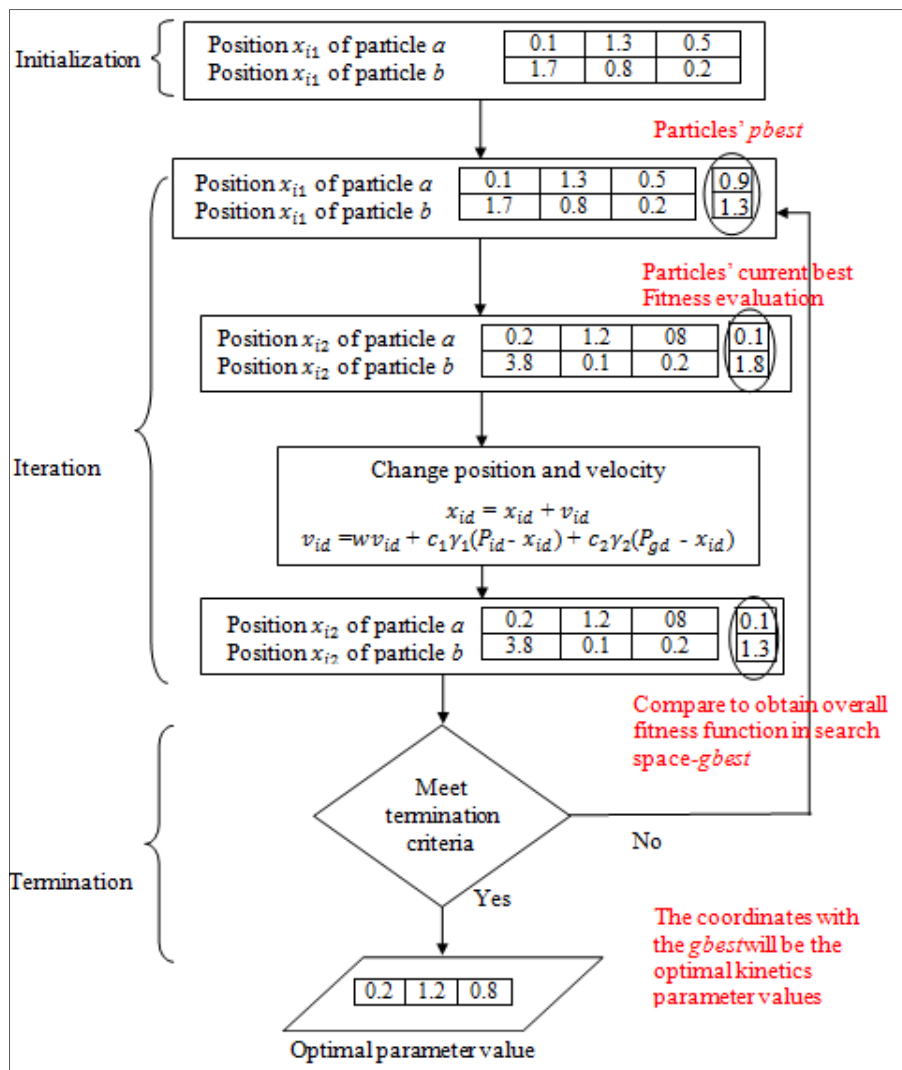 Initialization
Position x_{i1} of particle a 0.1 1.3 0.5
Position x_{i1} of particle b 1.7 0.8 0.2
Particles' pbest
Position x_{i1} of particle a 0.1 1.3 0.5 0.9
Position x_{i1} of particle b 1.7 0.8 0.2 1.3
Particles' current best
Fitness evaluation
Position x_{i2} of particle a 0.2 1.2 08 0.1
Position x_{i2} of particle b 3.8 0.1 0.2 1.8
Iteration
Change position and velocity
x_{id} = x_{id} + v_{id}
v_{id} =wv_{id} + c_1γ_1(P_{id}- x_{id}) + c_2γ_2(P_{gd} - x_{id})
Position x_{i2} of particle a 0.2 1.2 08 0.1
Position x_{i2} of particle b 3.8 0.1 0.2 1.3
Compare to obtain overall
fitness function in search
space-gbest
Meet
termination
criteria
No
Termination
Yes
The coordinates with
the gbestwill be the
optimal kinetics
parameter values
0.2 1.2 0.8
Optimal parameter value